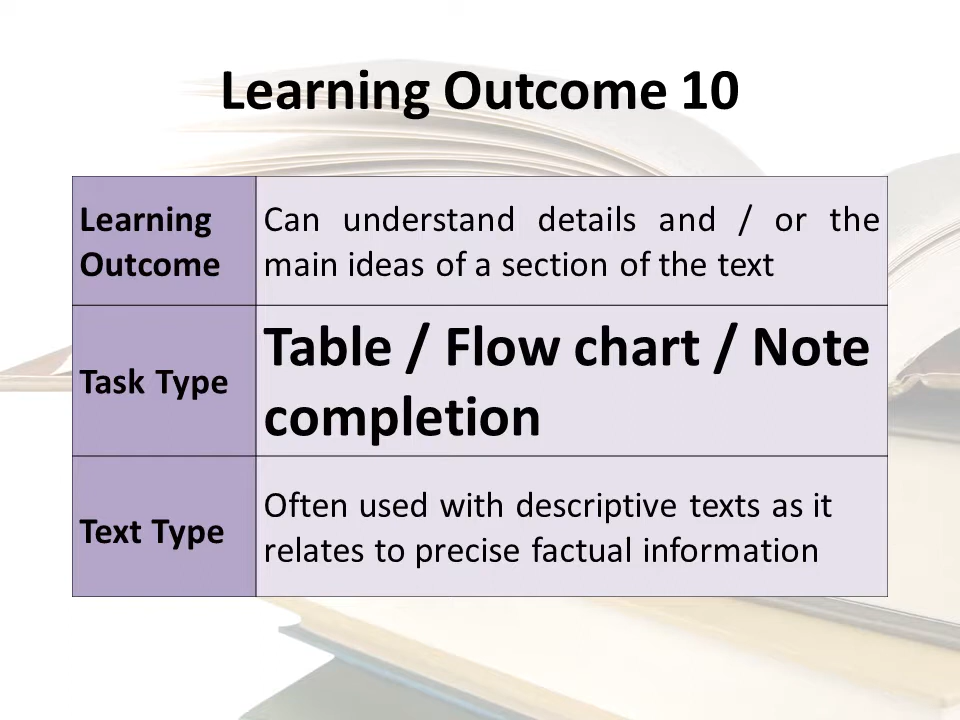 Learning Outcome 10
Learning
Outcome
Can understand details and / or the
main ideas of a section of the text
Task Type
Table / Flow chart / Note
completion
Text Type
Often used with descriptive texts as it
relates to precise factual information